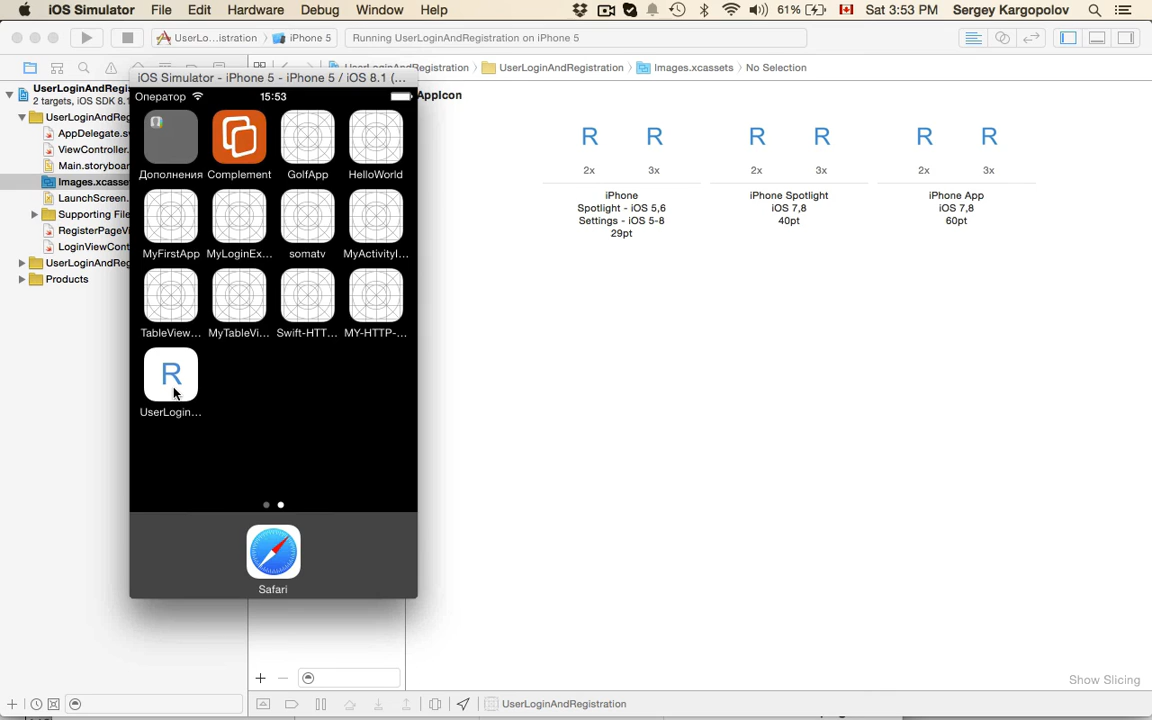 iOS Simulator File Edit Hardware Debug Window Help 61% Sat 3:53 PM Sergey Kargopolov
UserLo...istration iPhone 5 Running UserLoginAndRegistration on iPhone 5
UserLoginAndRegistration Images.xcassets No Selection
iOS Simulator - iPhone 5 - iPhone 5 / iOS 8.1 (...
UserLoginAndReg
2 targets, iOS SDK 8.1
UserLoginAndReg
AppDelegate.sw
ViewController.
Main.storyboar
Images.xcasse
LaunchScreen.
Supporting File
RegisterPageVi
LoginViewCont
UserLoginAndReg
Products
Оператор 15:53
Дополнения Complement GolfApp HelloWorld
MyFirstApp MyLoginEx... somatv MyActivityI...
TableView... MyTableVi... Swift-HTT... MY-HTTP-...
R
UserLogin...
Safari
AppIcon
R R R R R R
2x 3x 2x 3x 2x 3x
iPhone
Spotlight - iOS 5,6
Settings - iOS 5-8
29pt
iPhone Spotlight
iOS 7,8
40pt
iPhone App
iOS 7,8
60pt
Show Slicing
UserLoginAndRegistration